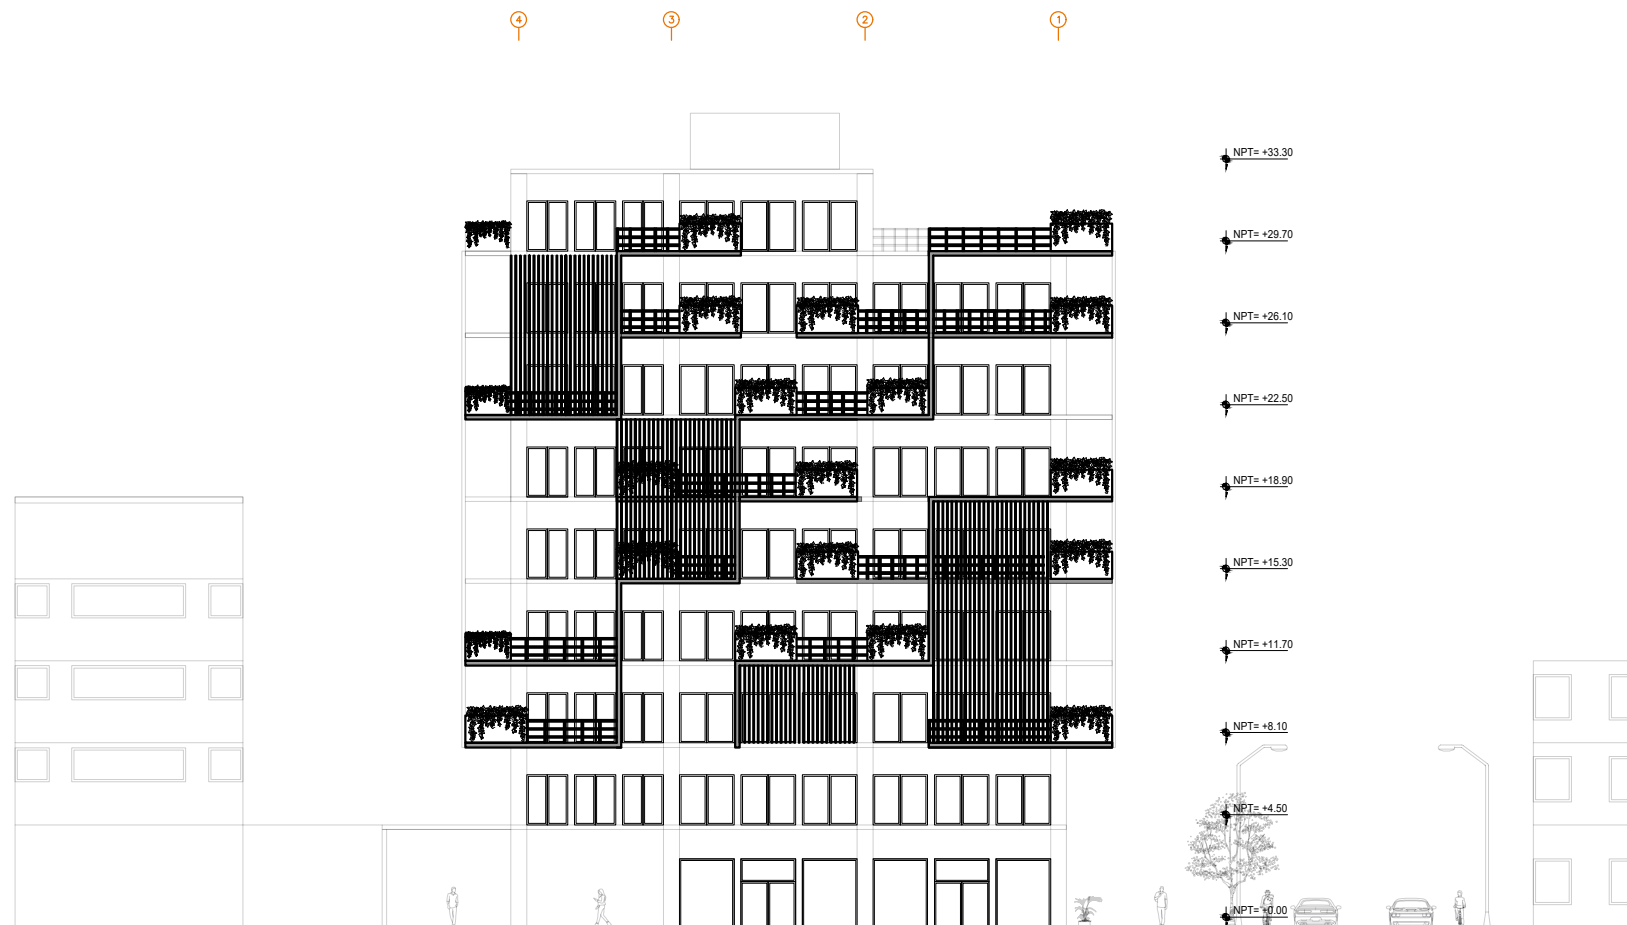 4 3 2 1
NPT= +33.30
NPT= +29.70
NPT= +26.10
NPT= +22.50
NPT= +18.90
NPT= +15.30
NPT= +11.70
NPT= +8.10
NPT= +4.50
NPT= +0.00